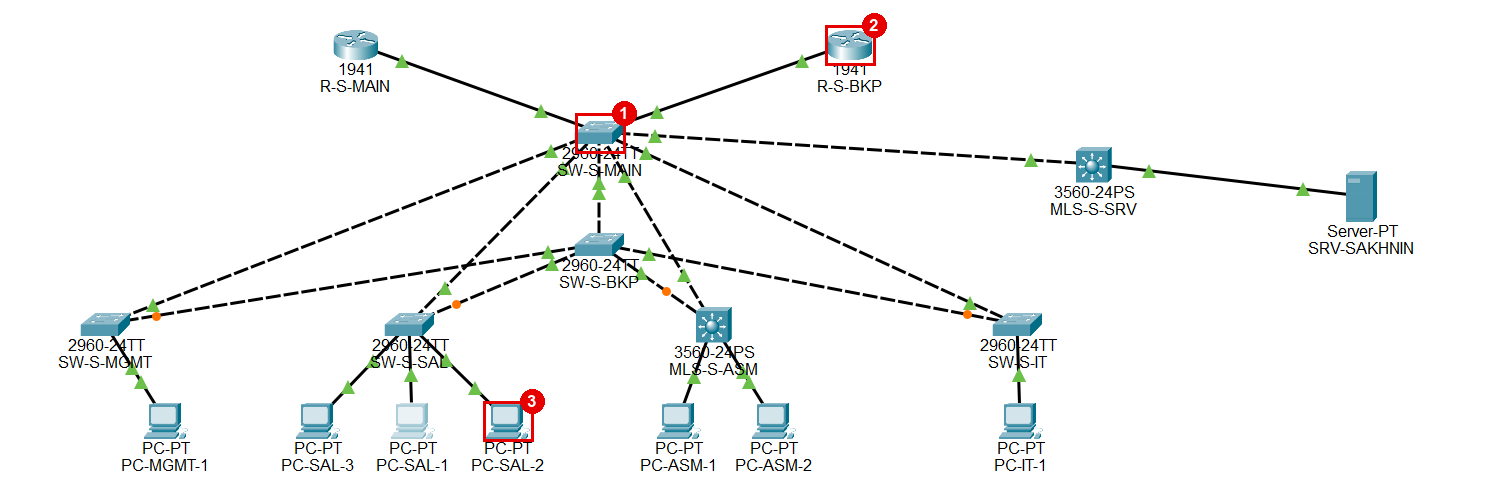 2
1941
R-S-MAIN
1941
R-S-BKP
1
2960-24TT
SW-S-MAIN
3560-24PS
MLS-S-SRV
Server-PT
SRV-SAKHNIN
2960-24TT
SW-S-BKP
2960-24TT
SW-S-MGMT
2960-24TT
SW-S-SAL
3560-24PS
MLS-S-ASM
2960-24TT
SW-S-IT
3
PC-PT
PC-MGMT-1
PC-PT
PC-SAL-3
PC-PT
PC-SAL-1
PC-PT
PC-SAL-2
PC-PT
PC-ASM-1
PC-PT
PC-ASM-2
PC-PT
PC-IT-1